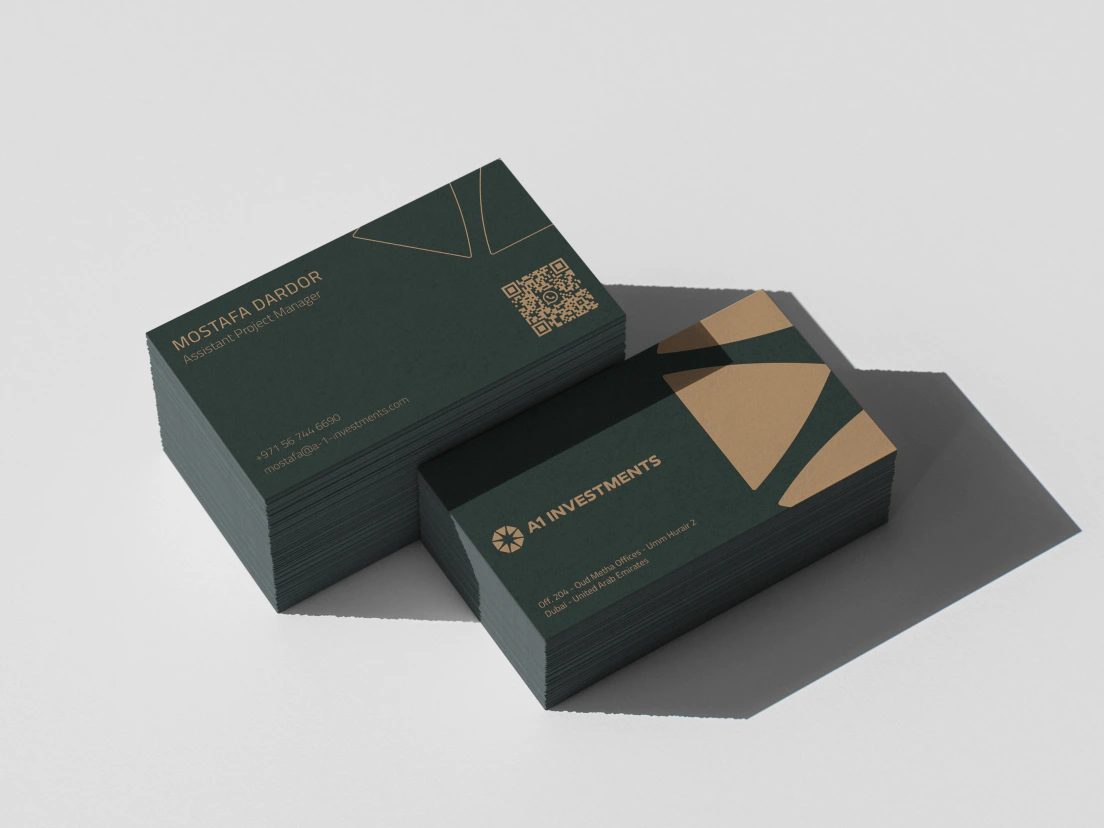 MOSTAFA DARDOR
Assistant Project Manager
+971 56 744 6690
mostafa@a-1-investments.com
A1 INVESTMENTS
Off. 204 - Oud Metha Offices - Umm Hurair 2
Dubai - United Arab Emirates